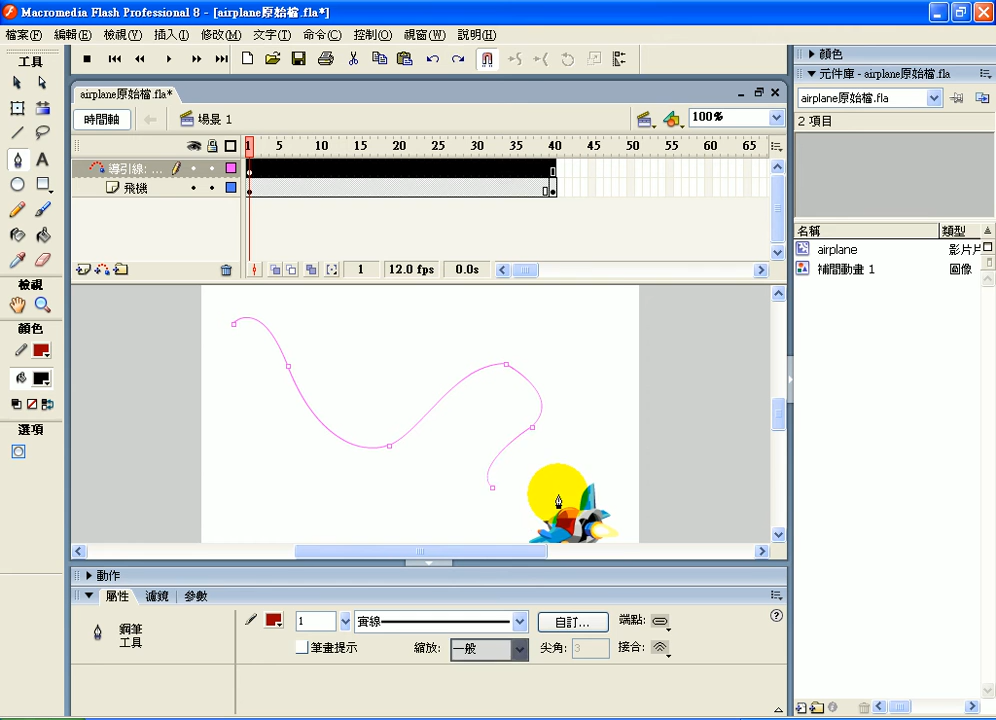 Macromedia Flash Professional 8 - [airplane原始檔.fla*]
檔案(F) 編輯(E) 檢視(V) 插入(I) 修改(M) 文字(T) 命令(C) 控制(O) 視窗(W) 說明(H)
工具
檢視
顏色
選項
airplane原始檔.fla*
時間軸
場景 1
100%
1 5 10 15 20 25 30 35 40 45 50 55 60 65
導引線: ...
飛機
1 12.0 fps 0.0s
動作
屬性 濾鏡 參數
鋼筆
工具
1 實線 自訂... 端點:
筆畫提示 縮放: 一般 尖角: 3 接合:
顏色
元件庫 - airplane原始檔.fla
airplane原始檔.fla
2 項目
名稱 類型
airplane 影片片
補間動畫 1 圖像